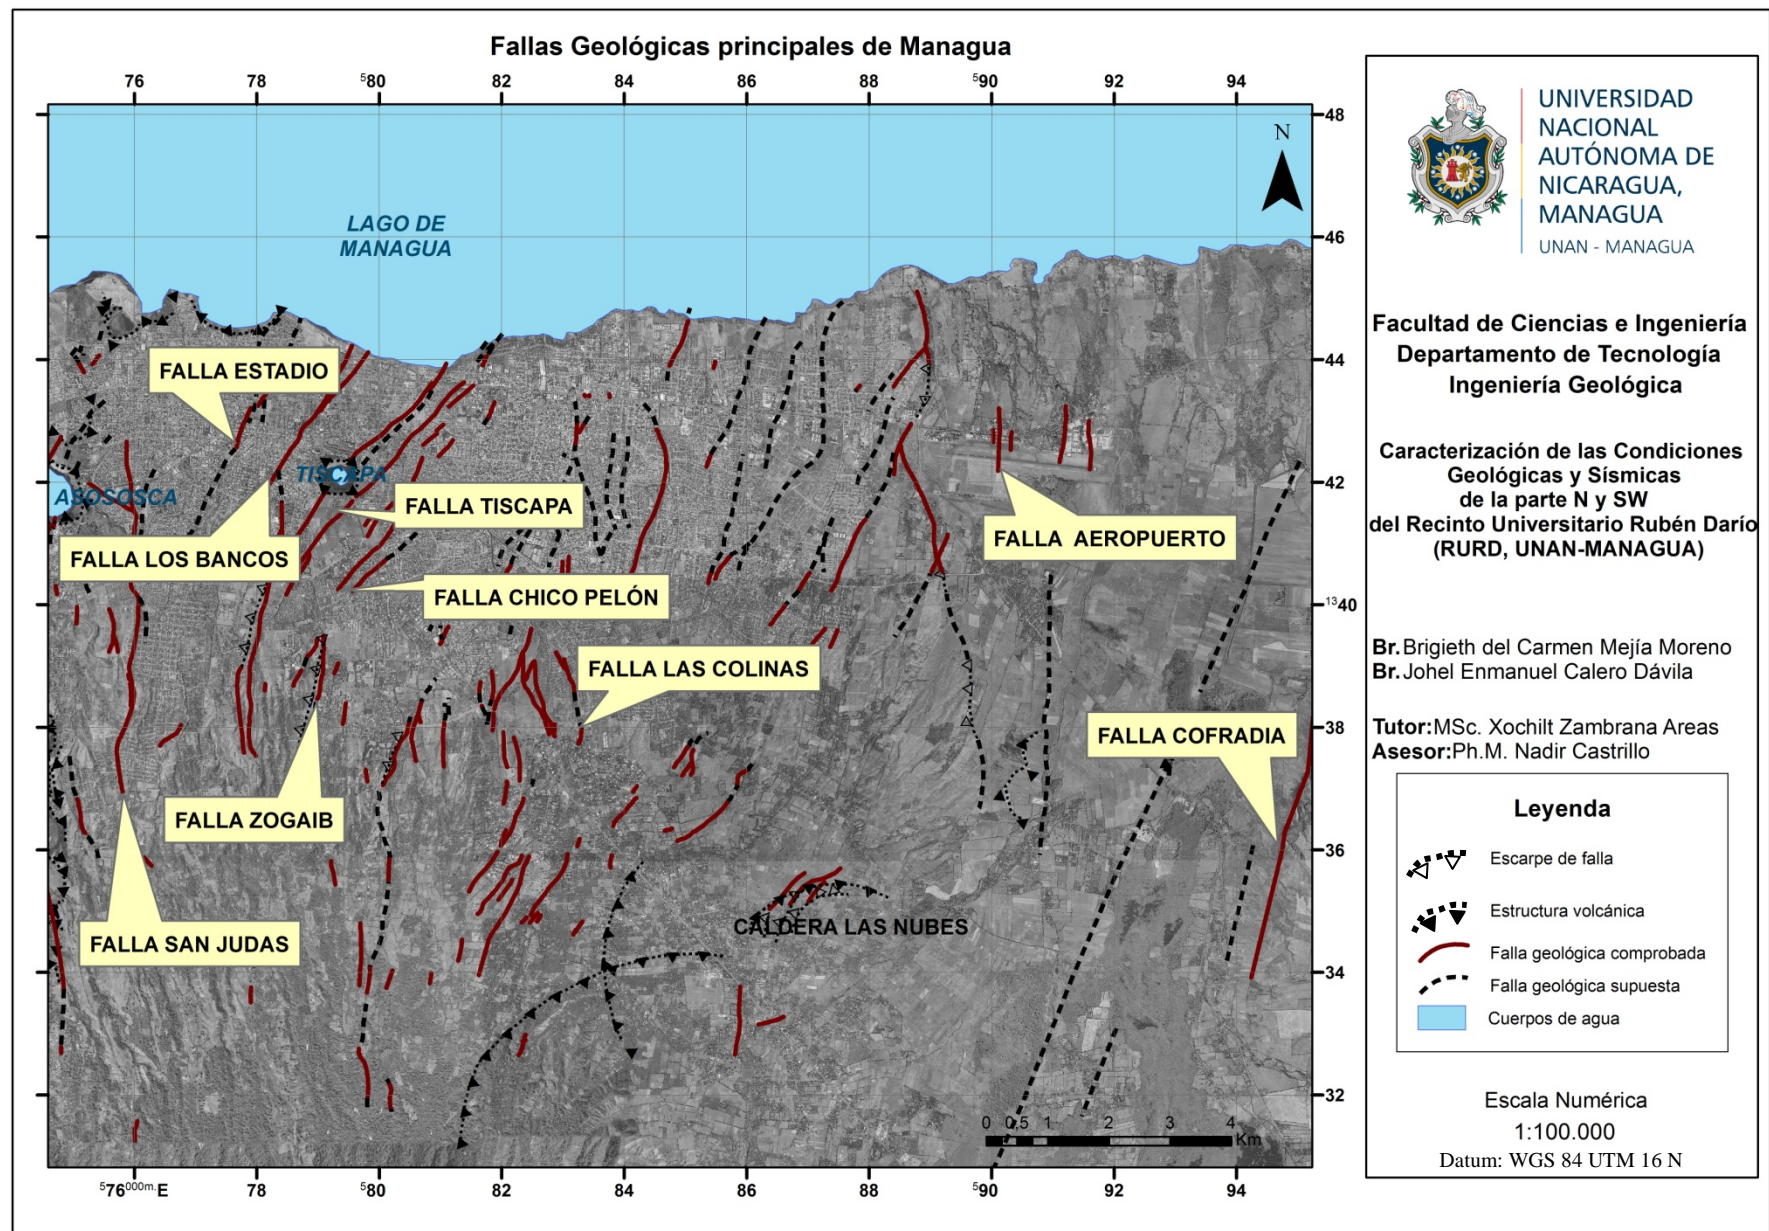 Fallas Geológicas principales de Managua
76 78 ⁵80 82 84 86 88 ⁵90 92 94
48
46
44
42
¹³40
38
36
34
32
N
LAGO DE
MANAGUA
FALLA ESTADIO
TISCAPA
ASOSOSCA
FALLA TISCAPA
FALLA LOS BANCOS
FALLA AEROPUERTO
FALLA CHICO PELÓN
FALLA LAS COLINAS
FALLA COFRADIA
FALLA ZOGAIB
FALLA SAN JUDAS
CALDERA LAS NUBES
0 0,5 1 2 3 4
Km
⁵76⁰⁰⁰ᵐ·E 78 ⁵80 82 84 86 88 ⁵90 92 94
UNIVERSIDAD
NACIONAL
AUTÓNOMA DE
NICARAGUA,
MANAGUA
UNAN - MANAGUA
Facultad de Ciencias e Ingeniería
Departamento de Tecnología
Ingeniería Geológica
Caracterización de las Condiciones
Geológicas y Sísmicas
de la parte N y SW
del Recinto Universitario Rubén Darío
(RURD, UNAN-MANAGUA)
Br. Brigieth del Carmen Mejía Moreno
Br. Johel Enmanuel Calero Dávila
Tutor: MSc. Xochilt Zambrana Areas
Asesor: Ph.M. Nadir Castrillo
Leyenda
Escarpe de falla
Estructura volcánica
Falla geológica comprobada
Falla geológica supuesta
Cuerpos de agua
Escala Numérica
1:100.000
Datum: WGS 84 UTM 16 N